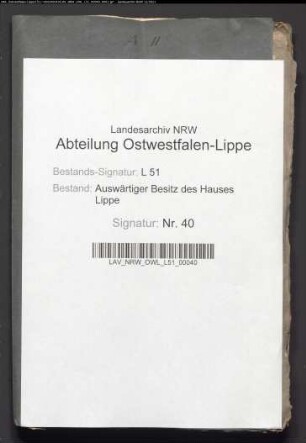 Landesarchiv NRW
Abteilung Ostwestfalen-Lippe
Bestands-Signatur: L 51
Bestand: Auswärtiger Besitz des Hauses
Lippe
Signatur: Nr. 40
LAV_NRW_OWL_L51_00040